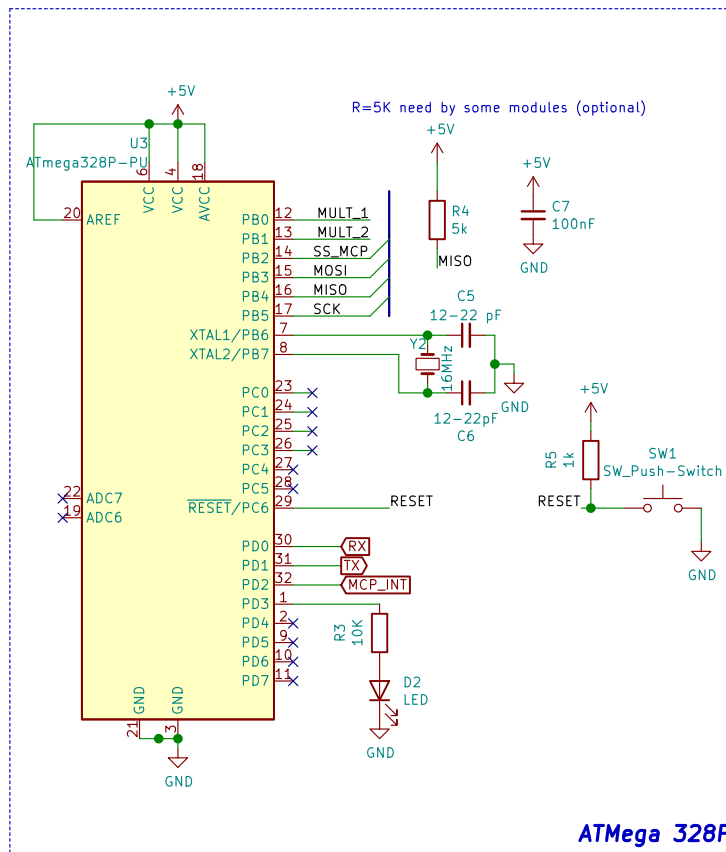 +5V
R=5K need by some modules (optional)
U3
ATmega328P-PU
6
VCC
4
VCC
18
AVCC
20
AREF
PB0
12
MULT_1
PB1
13
MULT_2
PB2
14
SS_MCP
PB3
15
MOSI
PB4
16
MISO
PB5
17
SCK
XTAL1/PB6
7
XTAL2/PB7
8
PC0
23
PC1
24
PC2
25
PC3
26
PC4
27
PC5
28
RESET/PC6
29
RESET
22
ADC7
19
ADC6
PD0
30
RX
PD1
31
TX
PD2
32
MCP_INT
PD3
1
PD4
2
PD5
9
PD6
10
PD7
11
GND
21
GND
3
GND
R3
10K
D2
LED
GND
+5V
R4
5k
MISO
+5V
C7
100nF
GND
C5
12-22 pF
Y2
16MHz
12-22pF
C6
GND
+5V
R5
1k
RESET
SW1
SW_Push-Switch
GND
ATMega 328P